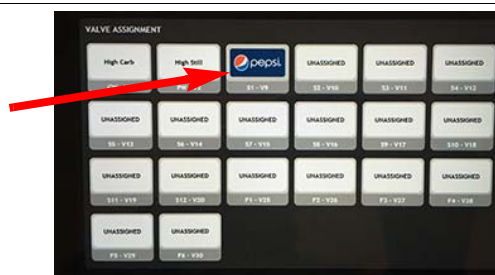 VALVE ASSIGNMENT
High Carb
High Still
pepsi
UNASSIGNED
UNASSIGNED
UNASSIGNED
S1 - V9
S2 - V10
S3 - V11
S4 - V12
UNASSIGNED
UNASSIGNED
UNASSIGNED
UNASSIGNED
UNASSIGNED
UNASSIGNED
S5 - V13
S6 - V14
S7 - V15
S8 - V16
S9 - V17
S10 - V18
UNASSIGNED
UNASSIGNED
UNASSIGNED
UNASSIGNED
UNASSIGNED
UNASSIGNED
S11 - V19
S12 - V20
F1 - V25
F2 - V26
F3 - V27
F4 - V28
UNASSIGNED
UNASSIGNED
F5 - V29
F6 - V30